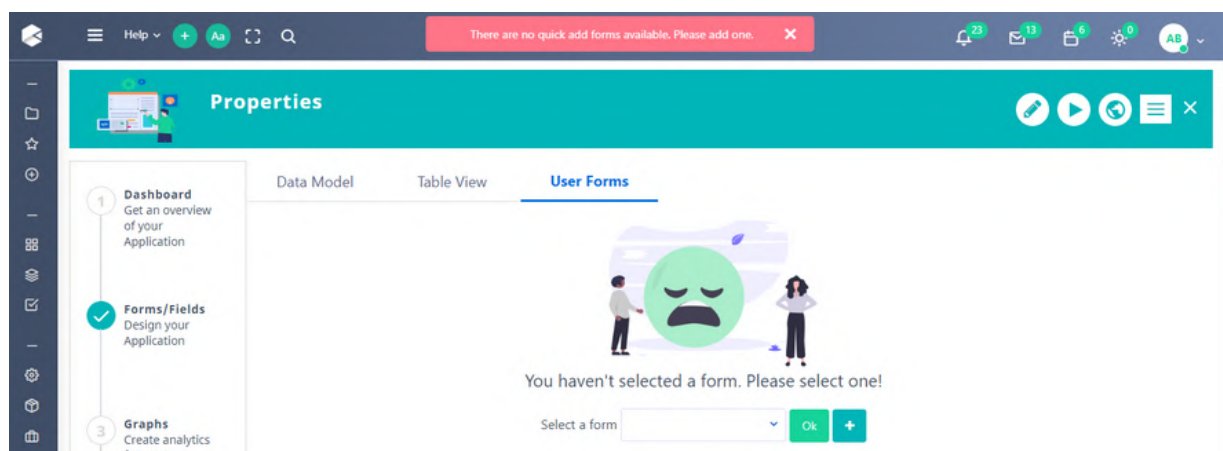 Help
Aa
There are no quick add forms available. Please add one.
23
13
6
0
AB
Properties
Data Model
Table View
User Forms
1
Dashboard
Get an overview
of your
Application
Forms/Fields
Design your
Application
You haven't selected a form. Please select one!
Select a form
Ok
3
Graphs
Create analytics